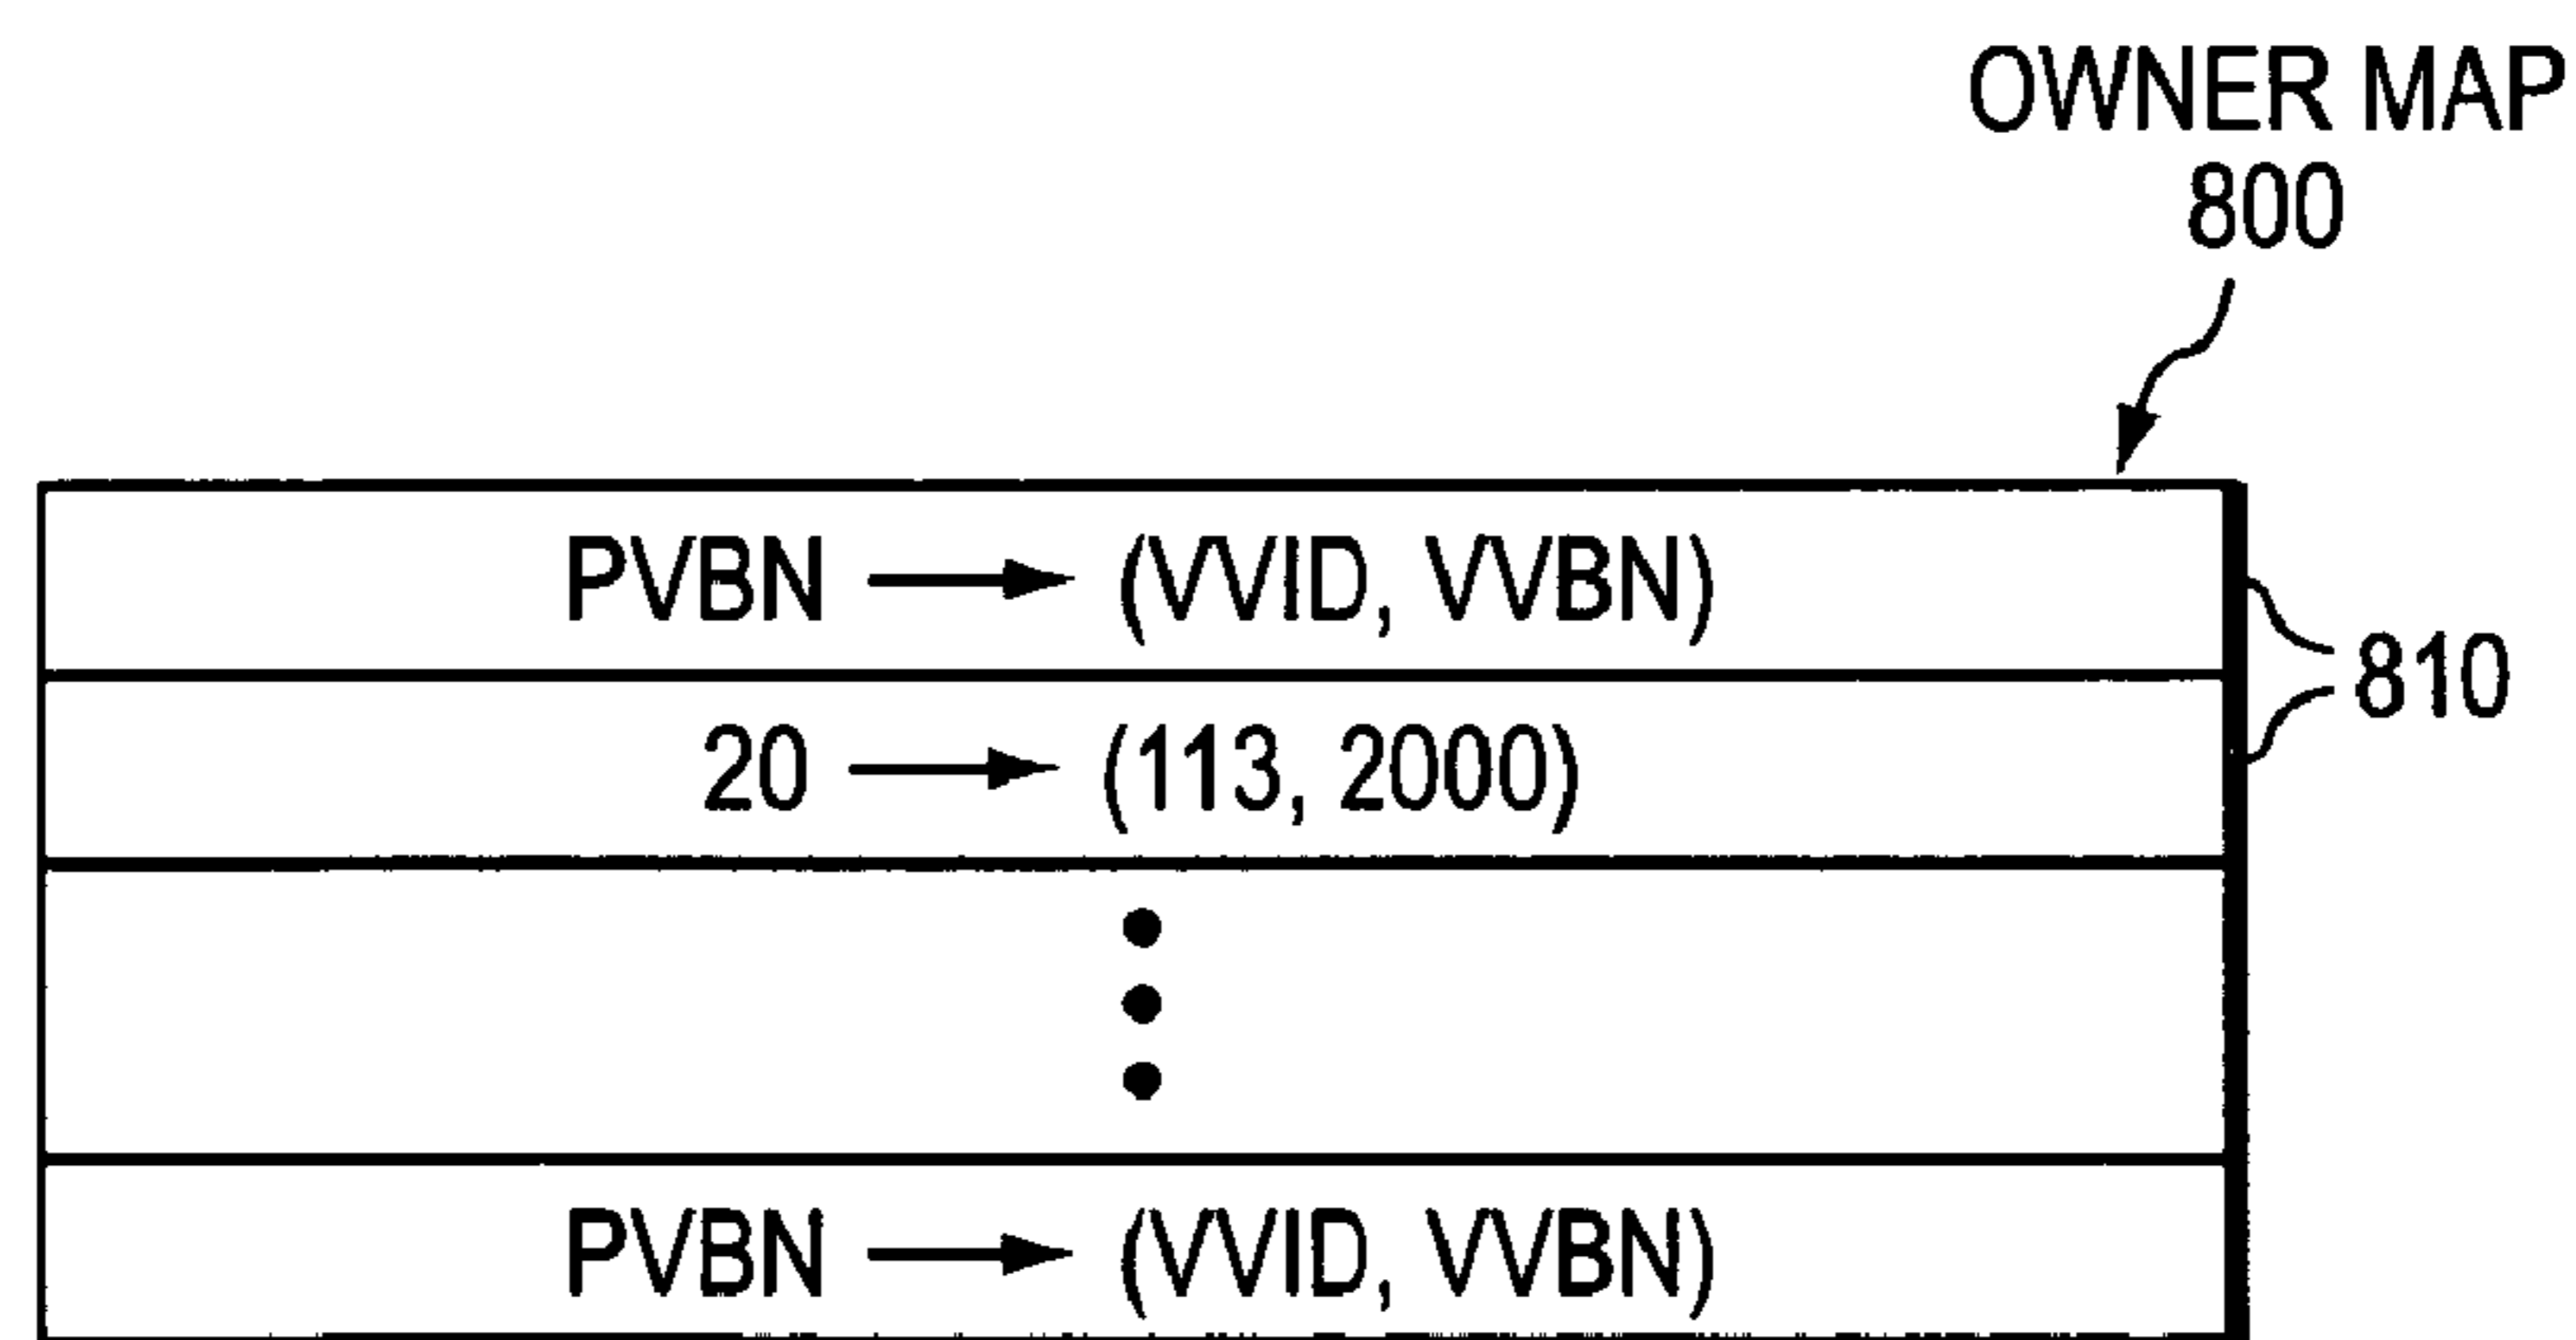 OWNER MAP
800
PVBN → (VVID, VVBN)
810
20 → (113, 2000)
PVBN → (VVID, VVBN)